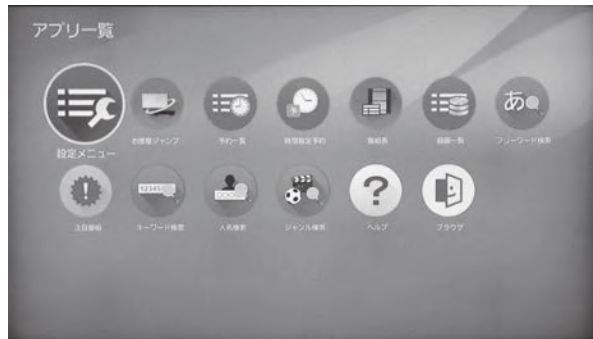 アプリ一覧
設定メニュー
お部屋ジャンプ
予約一覧
時間指定予約
番組表
録画一覧
あ
フリーワード検索
注目番組
12345
キーワード検索
人名検索
ジャンル検索
?
ヘルプ
ブラウザ